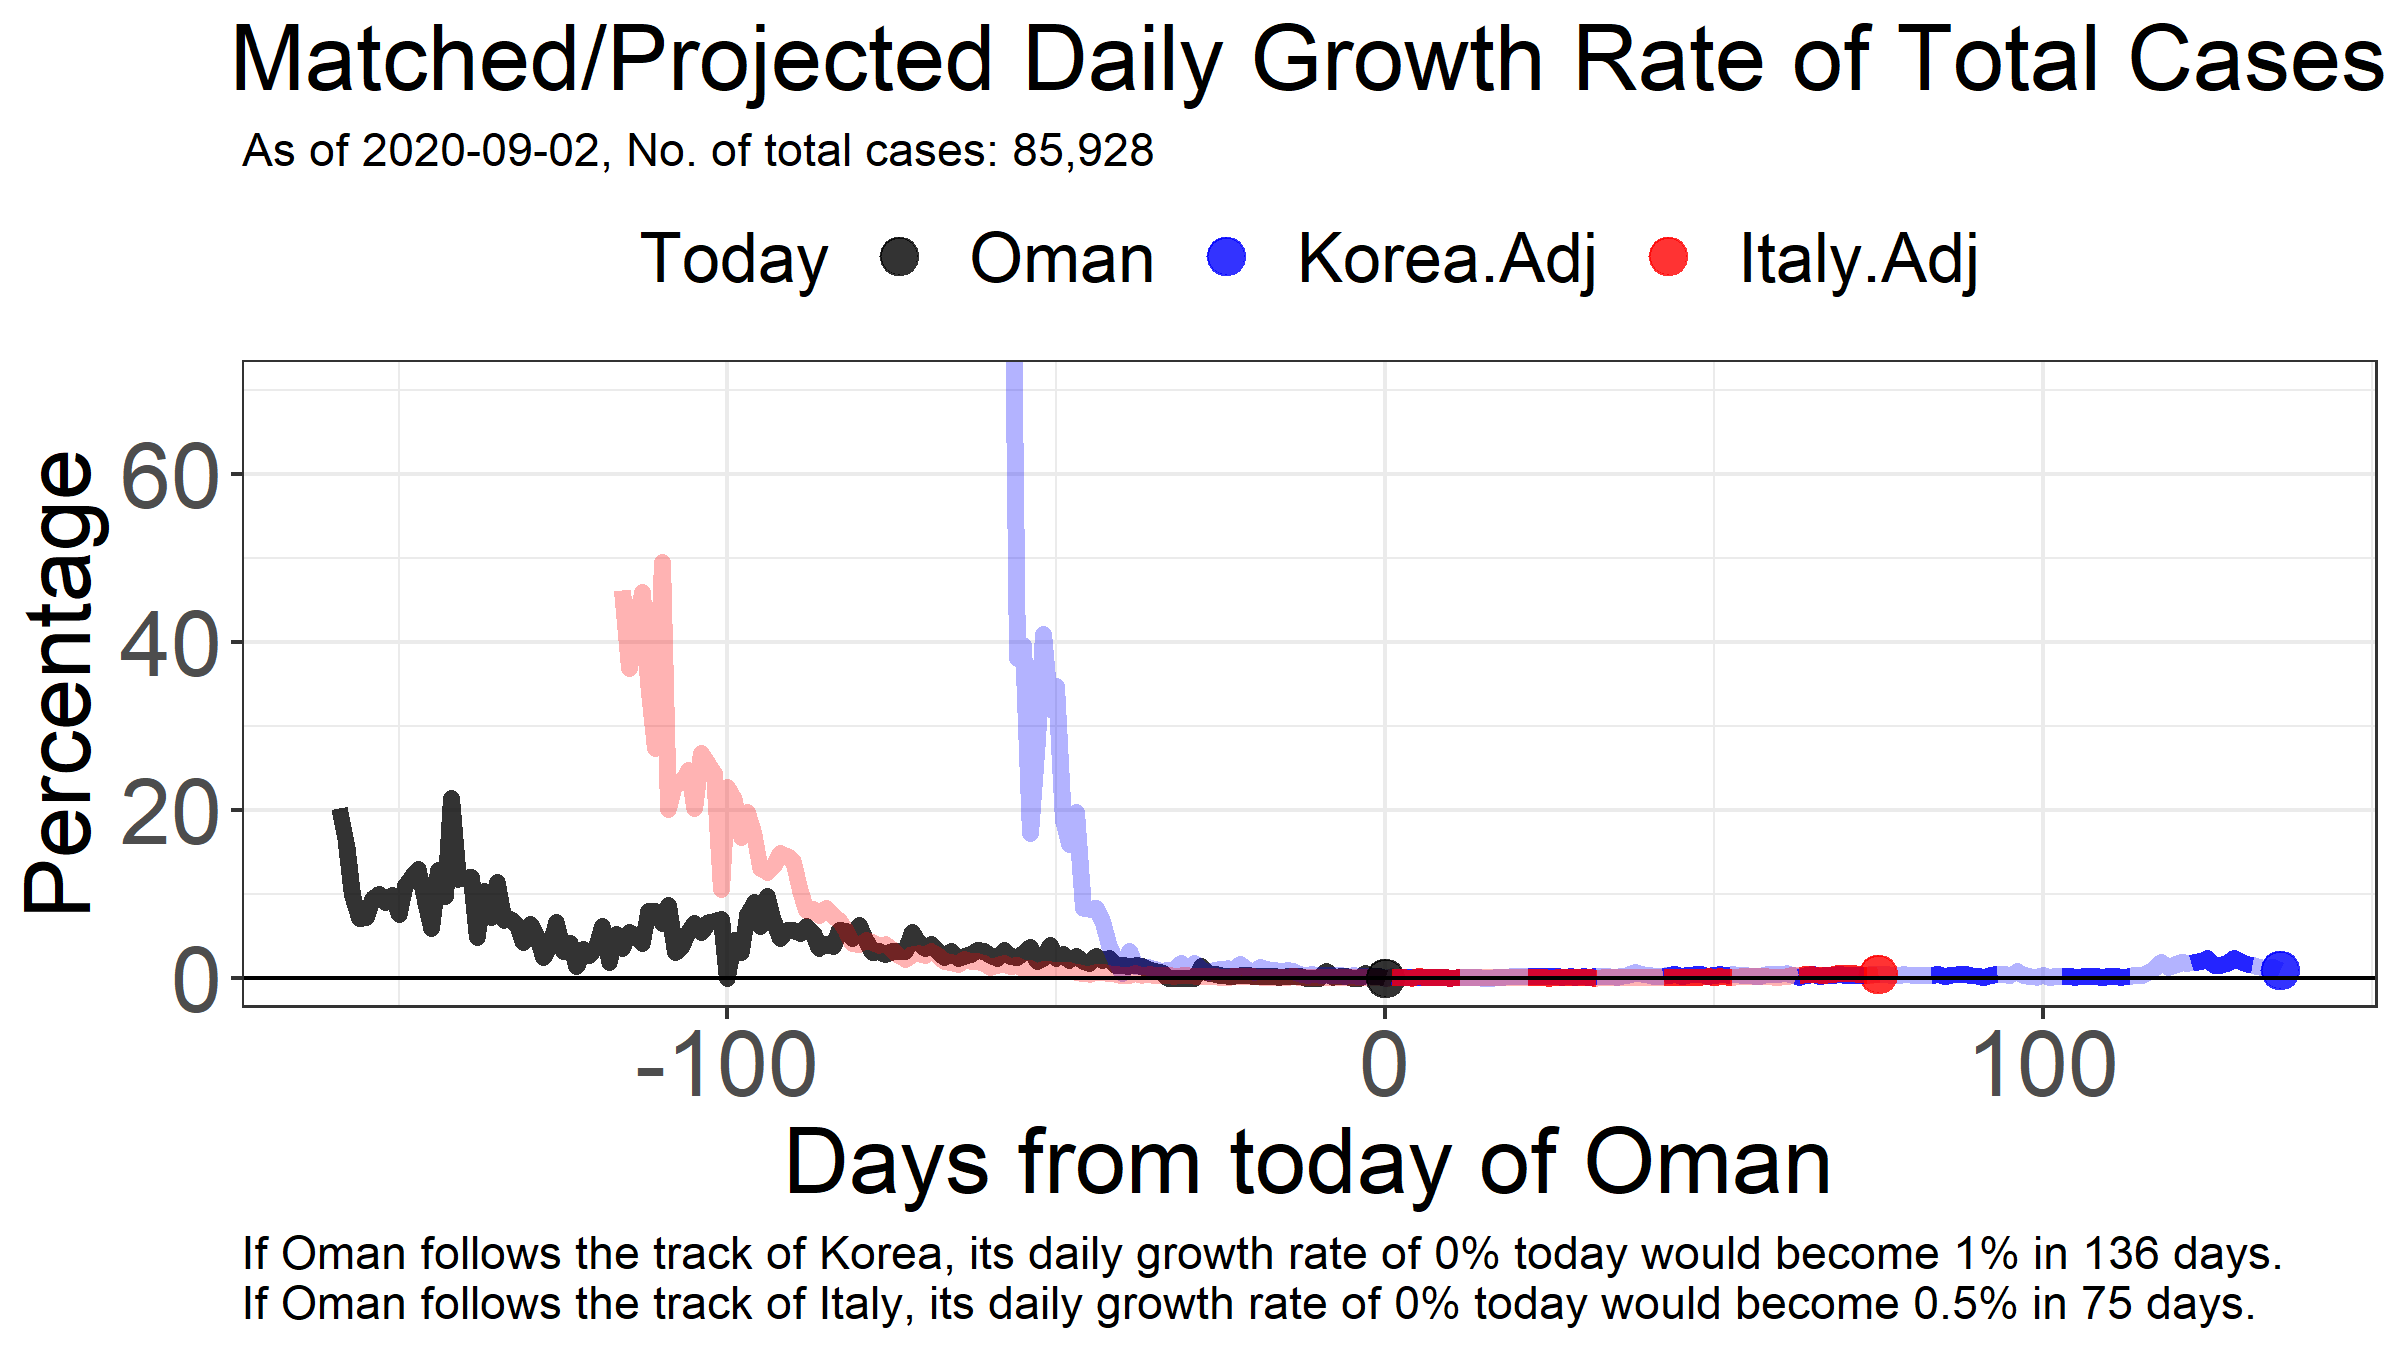 Matched/Projected Daily Growth Rate of Total Cases
As of 2020-09-02, No. of total cases: 85,928
Today Oman Korea.Adj Italy.Adj
Percentage
60
40
20
0
-100 0 100
Days from today of Oman
If Oman follows the track of Korea, its daily growth rate of 0% today would become 1% in 136 days.
If Oman follows the track of Italy, its daily growth rate of 0% today would become 0.5% in 75 days.